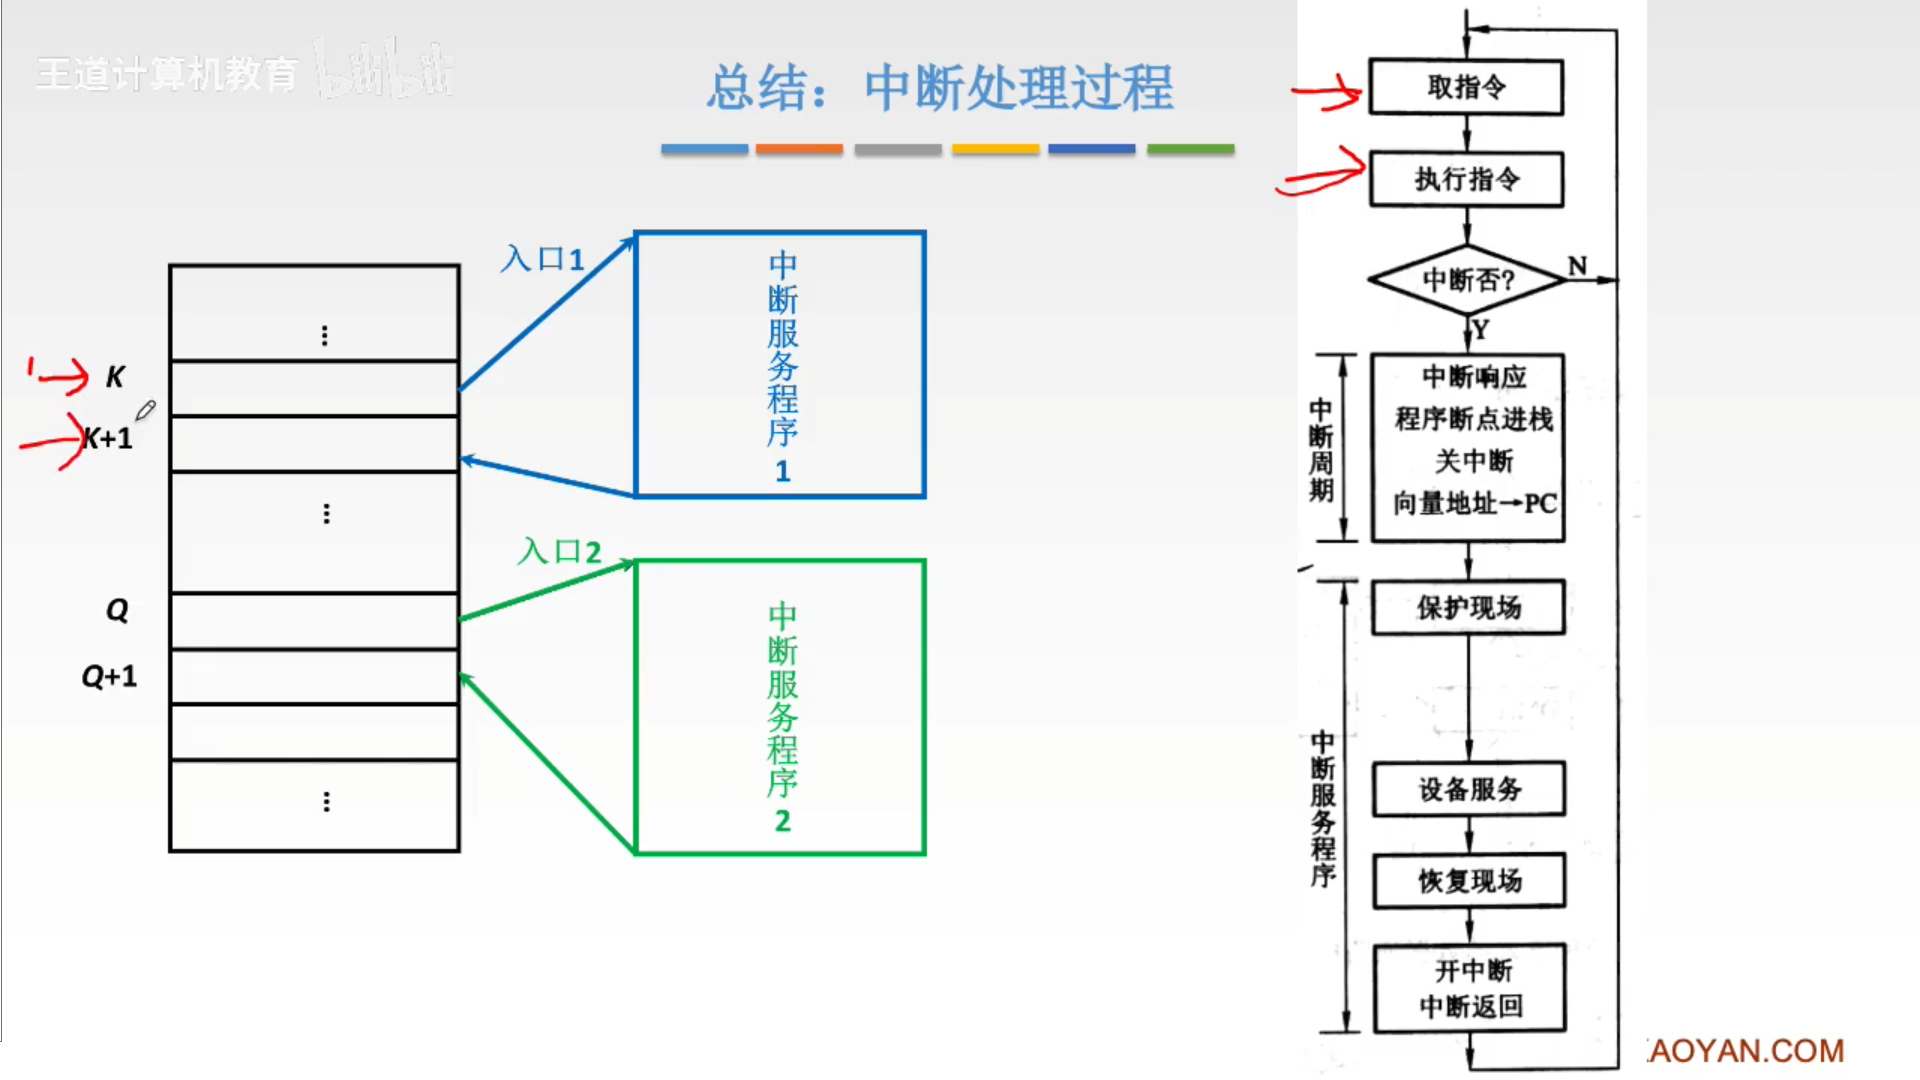 王道计算机教育 bilibili
总结：中断处理过程
⋮
K
K+1
⋮
Q
Q+1
⋮
入口1
中断服务程序1
入口2
中断服务程序2
取指令
执行指令
中断否?
N
Y
中断周期
中断响应
程序断点进栈
关中断
向量地址→PC
中断服务程序
保护现场
设备服务
恢复现场
开中断
中断返回
AOYAN.COM